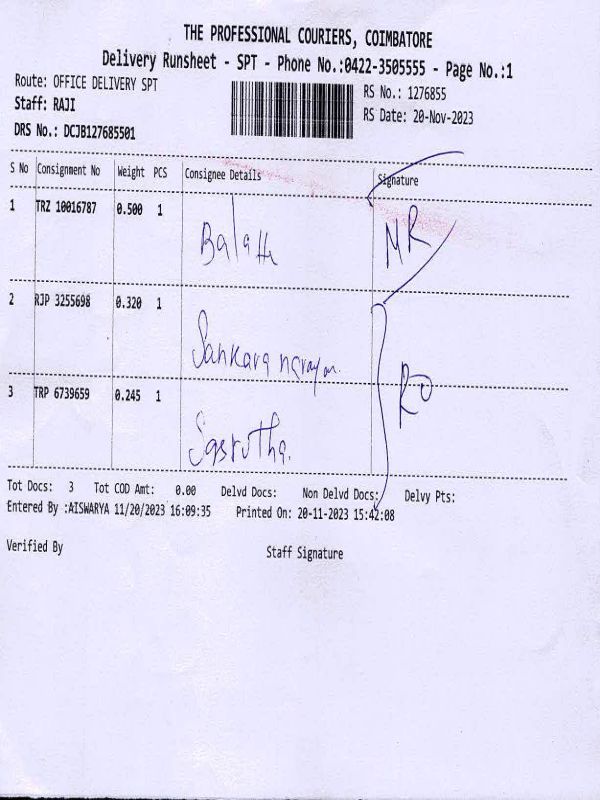 THE PROFESSIONAL COURIERS, COIMBATORE
Delivery Runsheet - SPT - Phone No.:0422-3505555 - Page No.:1
Route: OFFICE DELIVERY SPT
Staff: RAJI
DRS No.: DCJB127685501
RS No.: 1276855
RS Date: 20-Nov-2023
S No Consignment No Weight PCS Consignee Details Signature
1 TRZ 10016787 0.500 1
NR
2 RJP 3255698 0.320 1 Sankara narayan.
RO
3 TRP 6739659 0.245 1
Tot Docs: 3 Tot COD Amt: 0.00 Delvd Docs: Non Delvd Docs: Delvy Pts:
Entered By :AISWARYA 11/20/2023 16:09:35 Printed On: 20-11-2023 15:42:08
Verified By Staff Signature